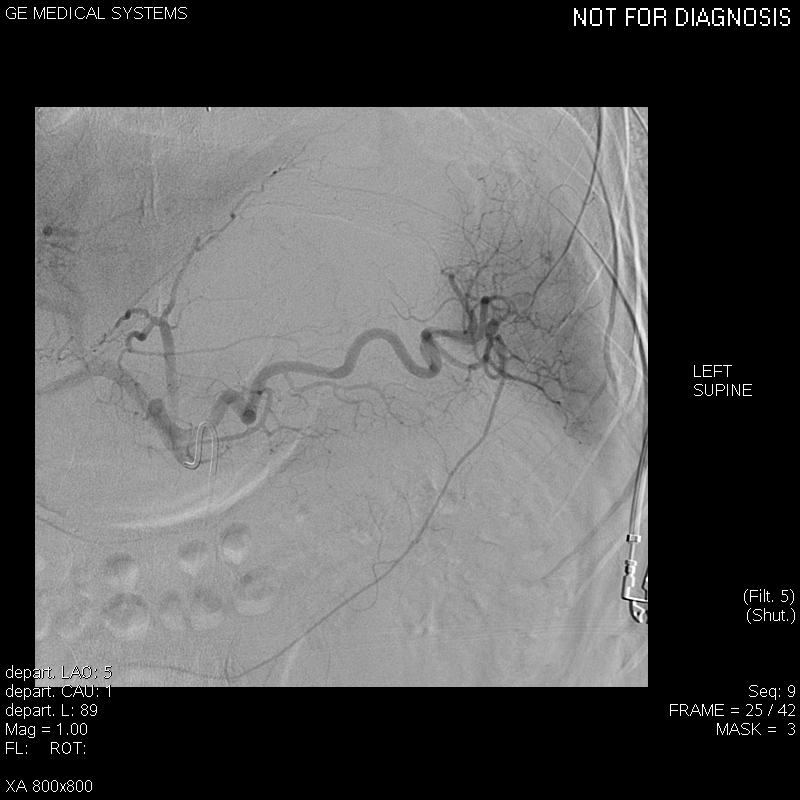 GE MEDICAL SYSTEMS
NOT FOR DIAGNOSIS
LEFT
SUPINE
(Filt. 5)
(Shut.)
depart. LAO: 5
depart. CAU: 1
depart. L: 89
Mag = 1.00
FL: ROT:
Seq: 9
FRAME = 25 / 42
MASK = 3
XA 800x800